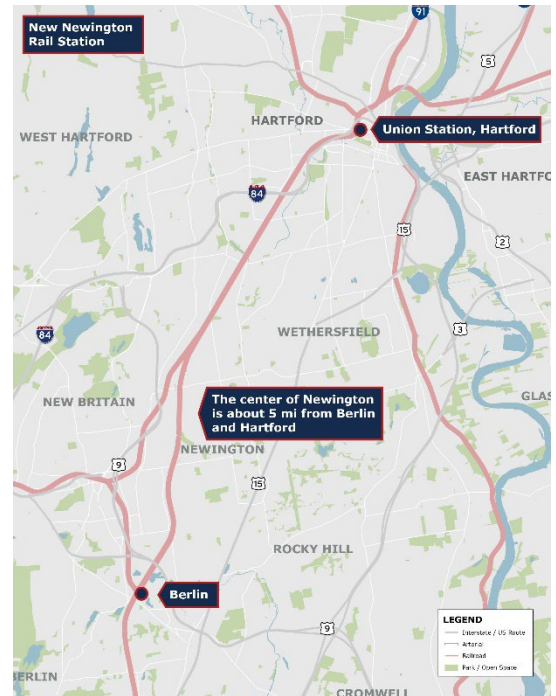 New Newington
Rail Station
91
5
HARTFORD
WEST HARTFORD
Union Station, Hartford
EAST HARTFO
84
15
2
WETHERSFIELD
3
84
The center of Newington
is about 5 mi from Berlin
and Hartford
NEW BRITAIN
GLAS
NEWINGTON
9
15
ROCKY HILL
Berlin
9
LEGEND
Interstate / US Route
Arterial
Railroad
Park / Open Space
BERLIN
CROMWELL